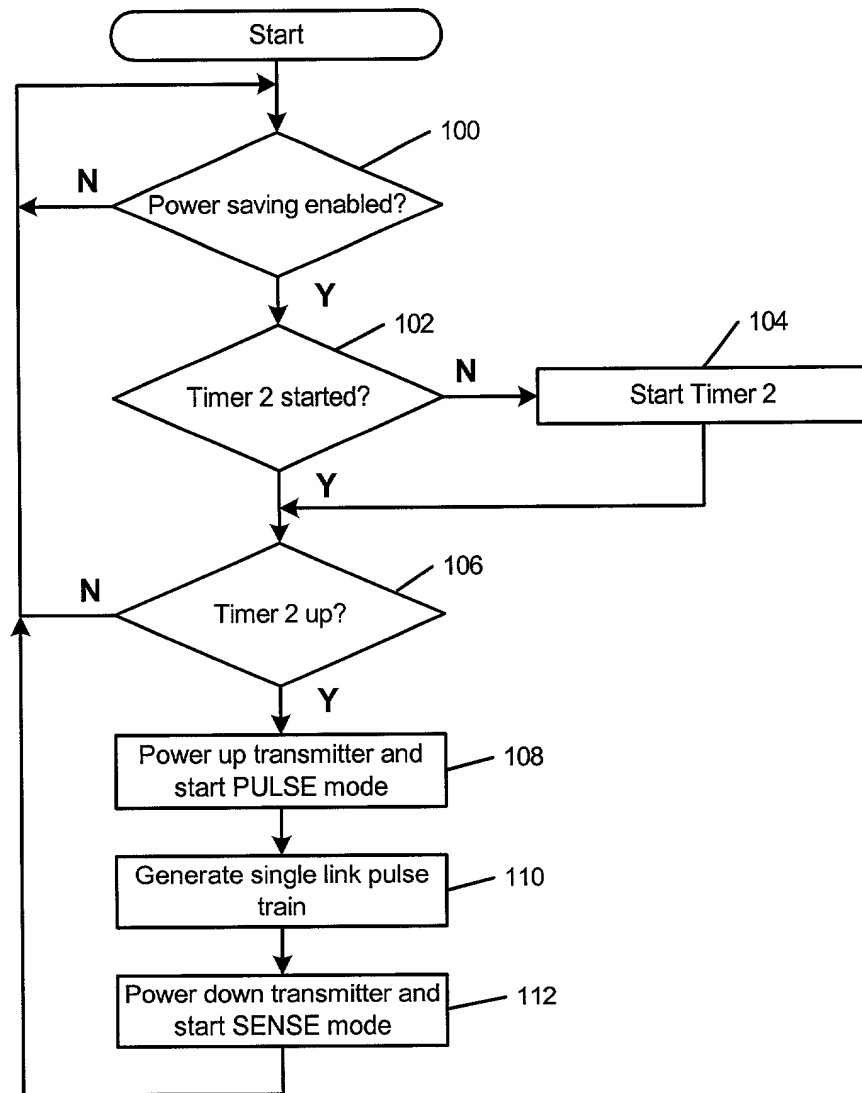 Start
100
N
Power saving enabled?
Y
102
104
Timer 2 started?
N
Start Timer 2
Y
106
N
Timer 2 up?
Y
Power up transmitter and
start PULSE mode
108
Generate single link pulse
train
110
Power down transmitter and
start SENSE mode
112